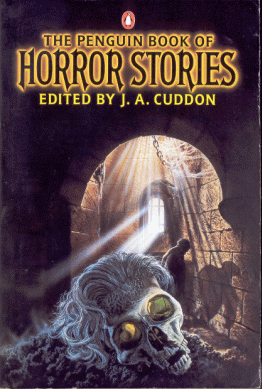 THE PENGUIN BOOK OF
HORROR STORIES
EDITED BY J. A. CUDDON